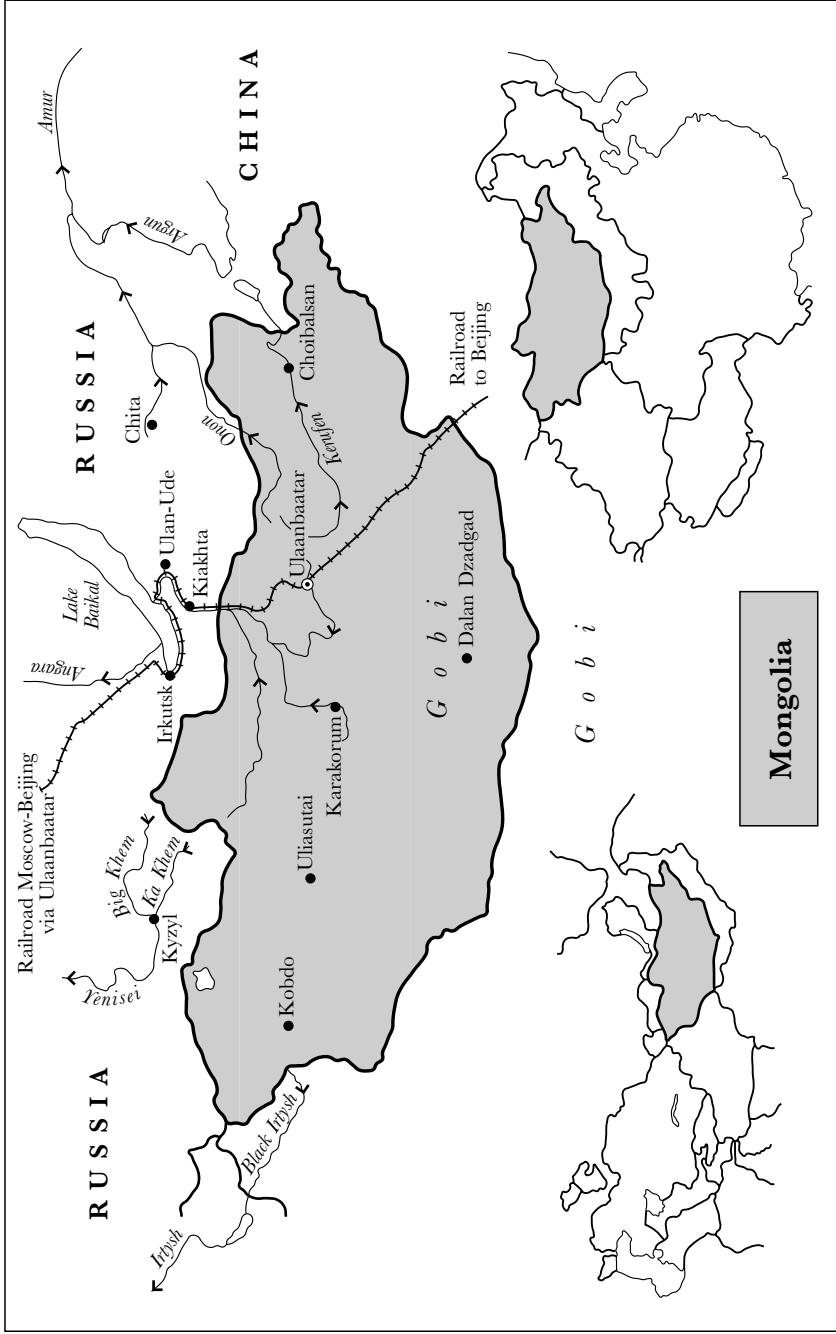 Railroad Moscow-Beijing
via Ulaanbaatar
RUSSIA
RUSSIA
CHINA
Irtysh
Black Irtysh
Yenisei
Kyzyl
Big Khem
Ka Khem
Angara
Lake
Baikal
Irkutsk
Ulan-Ude
Kiakhta
Chita
Onon
Argun
Amur
Kobdo
Uliasutai
Karakorum
Ulaanbaatar
Kerulen
Choibalsan
Gobi
Dalan Dzadgad
Railroad
to Beijing
Gobi
Mongolia